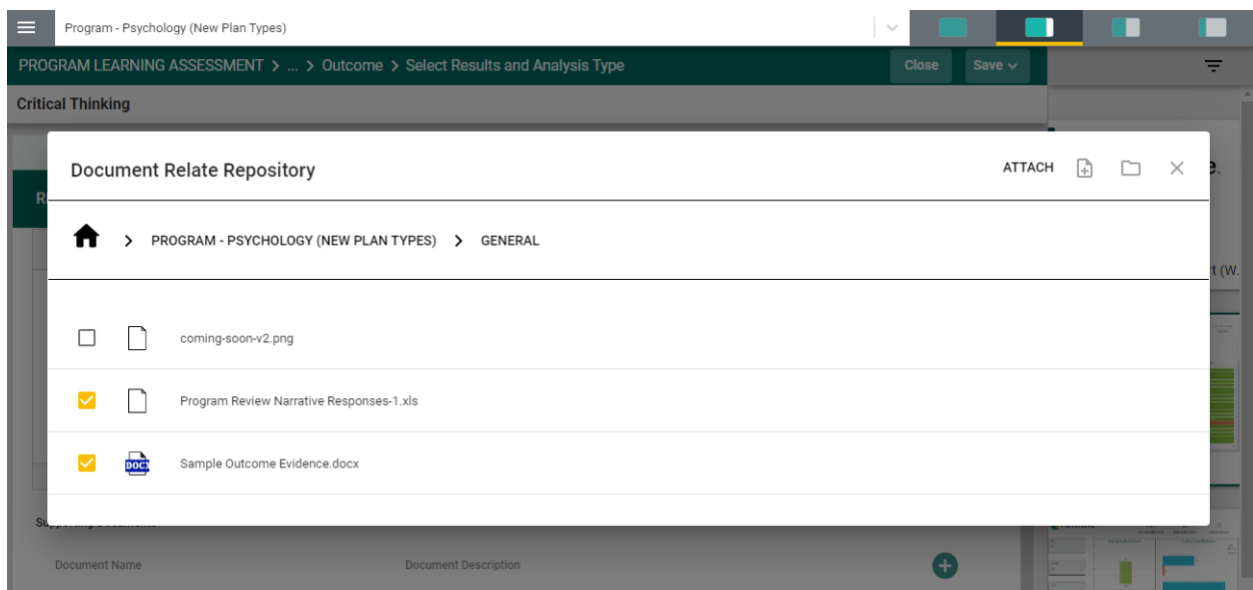 Program - Psychology (New Plan Types)
PROGRAM LEARNING ASSESSMENT > ... > Outcome > Select Results and Analysis Type
Close
Save
Critical Thinking
Document Relate Repository
ATTACH
PROGRAM - PSYCHOLOGY (NEW PLAN TYPES) > GENERAL
coming-soon-v2.png
Program Review Narrative Responses-1.xls
DOCX
Sample Outcome Evidence.docx
Document Name
Document Description